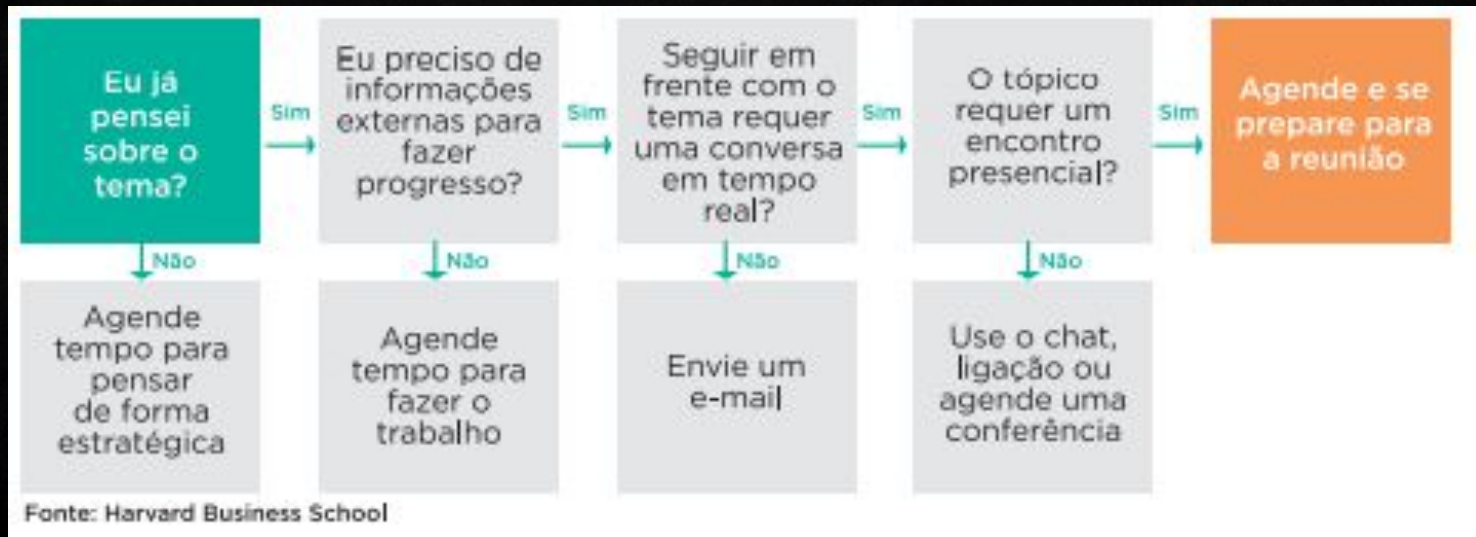 Eu já
pensei
sobre o
tema?
Sim
Eu preciso de
informações
externas para
fazer
progresso?
Sim
Seguir em
frente com o
tema requer
uma conversa
em tempo
real?
Sim
O tópico
requer um
encontro
presencial?
Sim
Agende e se
prepare para
a reunião
Não
Não
Não
Não
Agende
tempo para
pensar
de forma
estratégica
Agende
tempo para
fazer o
trabalho
Envie um
e-mail
Use o chat,
ligação ou
agende uma
conferência
Fonte: Harvard Business School